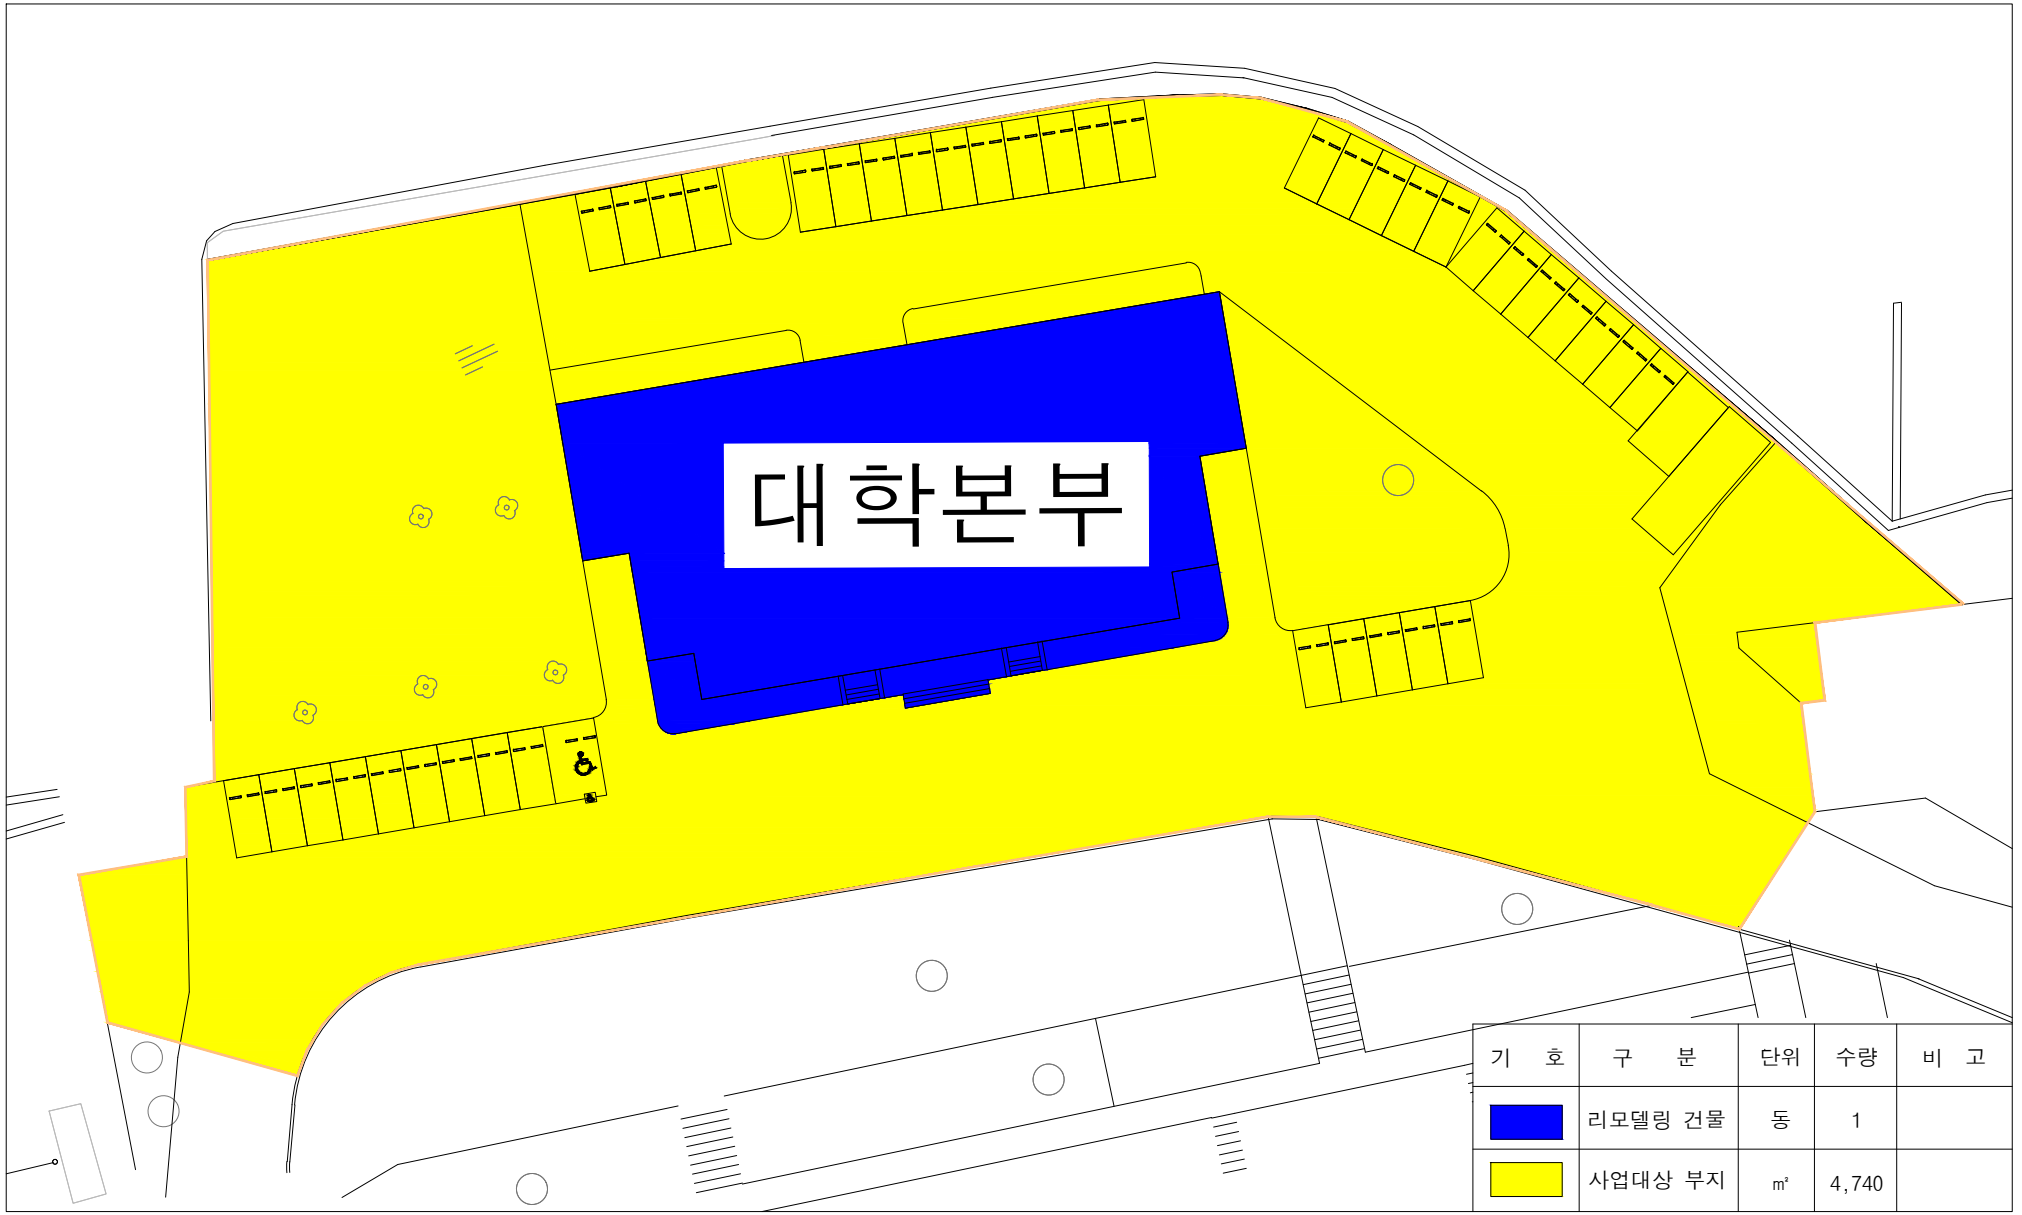 대학본부
기 호 구 분 단위 수량 비 고
리모델링 건물 동 1
사업대상 부지 ㎡ 4,740